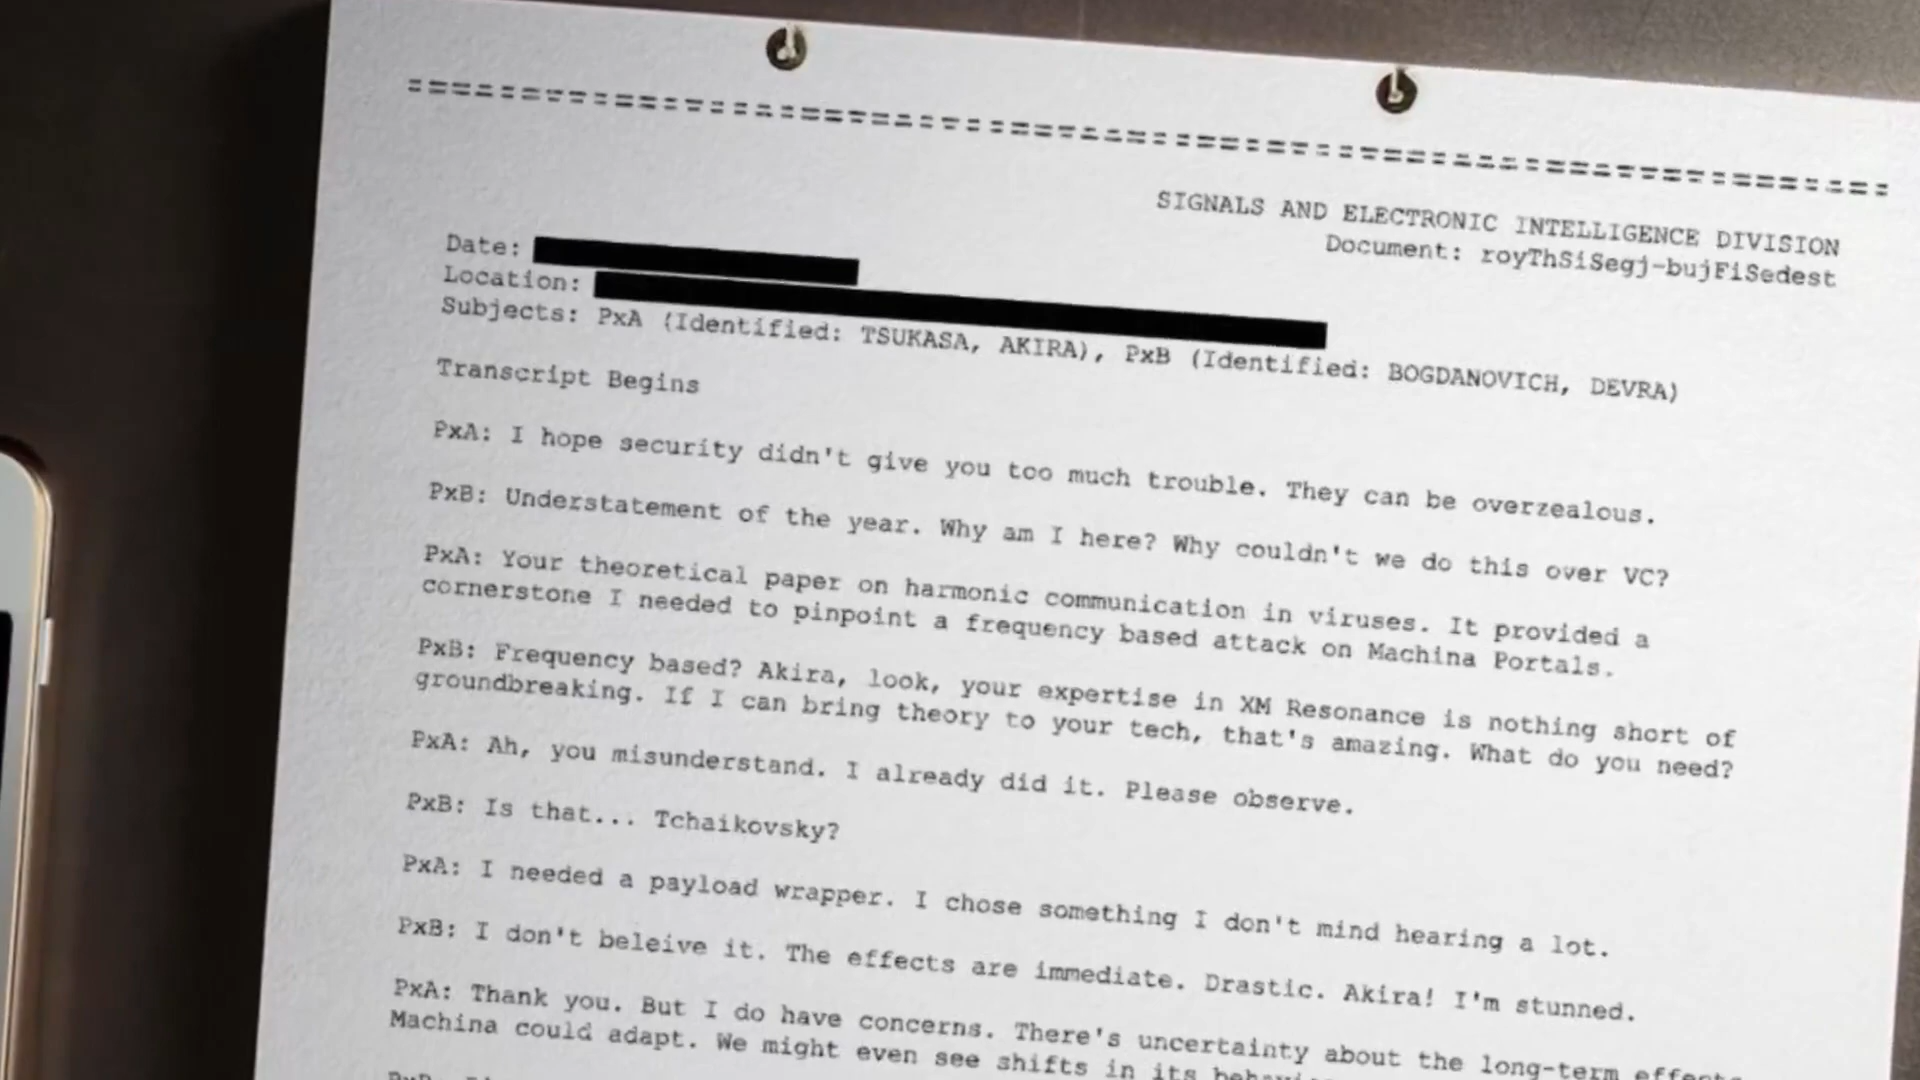 ================================================================
SIGNALS AND ELECTRONIC INTELLIGENCE DIVISION
Document: royThSiSegj-bujFiSedest
Date:
Location:
Subjects: PxA (Identified: TSUKASA, AKIRA), PxB (Identified: BOGDANOVICH, DEVRA)
Transcript Begins
PxA: I hope security didn't give you too much trouble. They can be overzealous.
PxB: Understatement of the year. Why am I here? Why couldn't we do this over VC?
PxA: Your theoretical paper on harmonic communication in viruses. It provided a
cornerstone I needed to pinpoint a frequency based attack on Machina Portals.
PxB: Frequency based? Akira, look, your expertise in XM Resonance is nothing short of
groundbreaking. If I can bring theory to your tech, that's amazing. What do you need?
PxA: Ah, you misunderstand. I already did it. Please observe.
PxB: Is that... Tchaikovsky?
PxA: I needed a payload wrapper. I chose something I don't mind hearing a lot.
PxB: I don't beleive it. The effects are immediate. Drastic. Akira! I'm stunned.
PxA: Thank you. But I do have concerns. There's uncertainty about the long-term effects
Machina could adapt. We might even see shifts in its